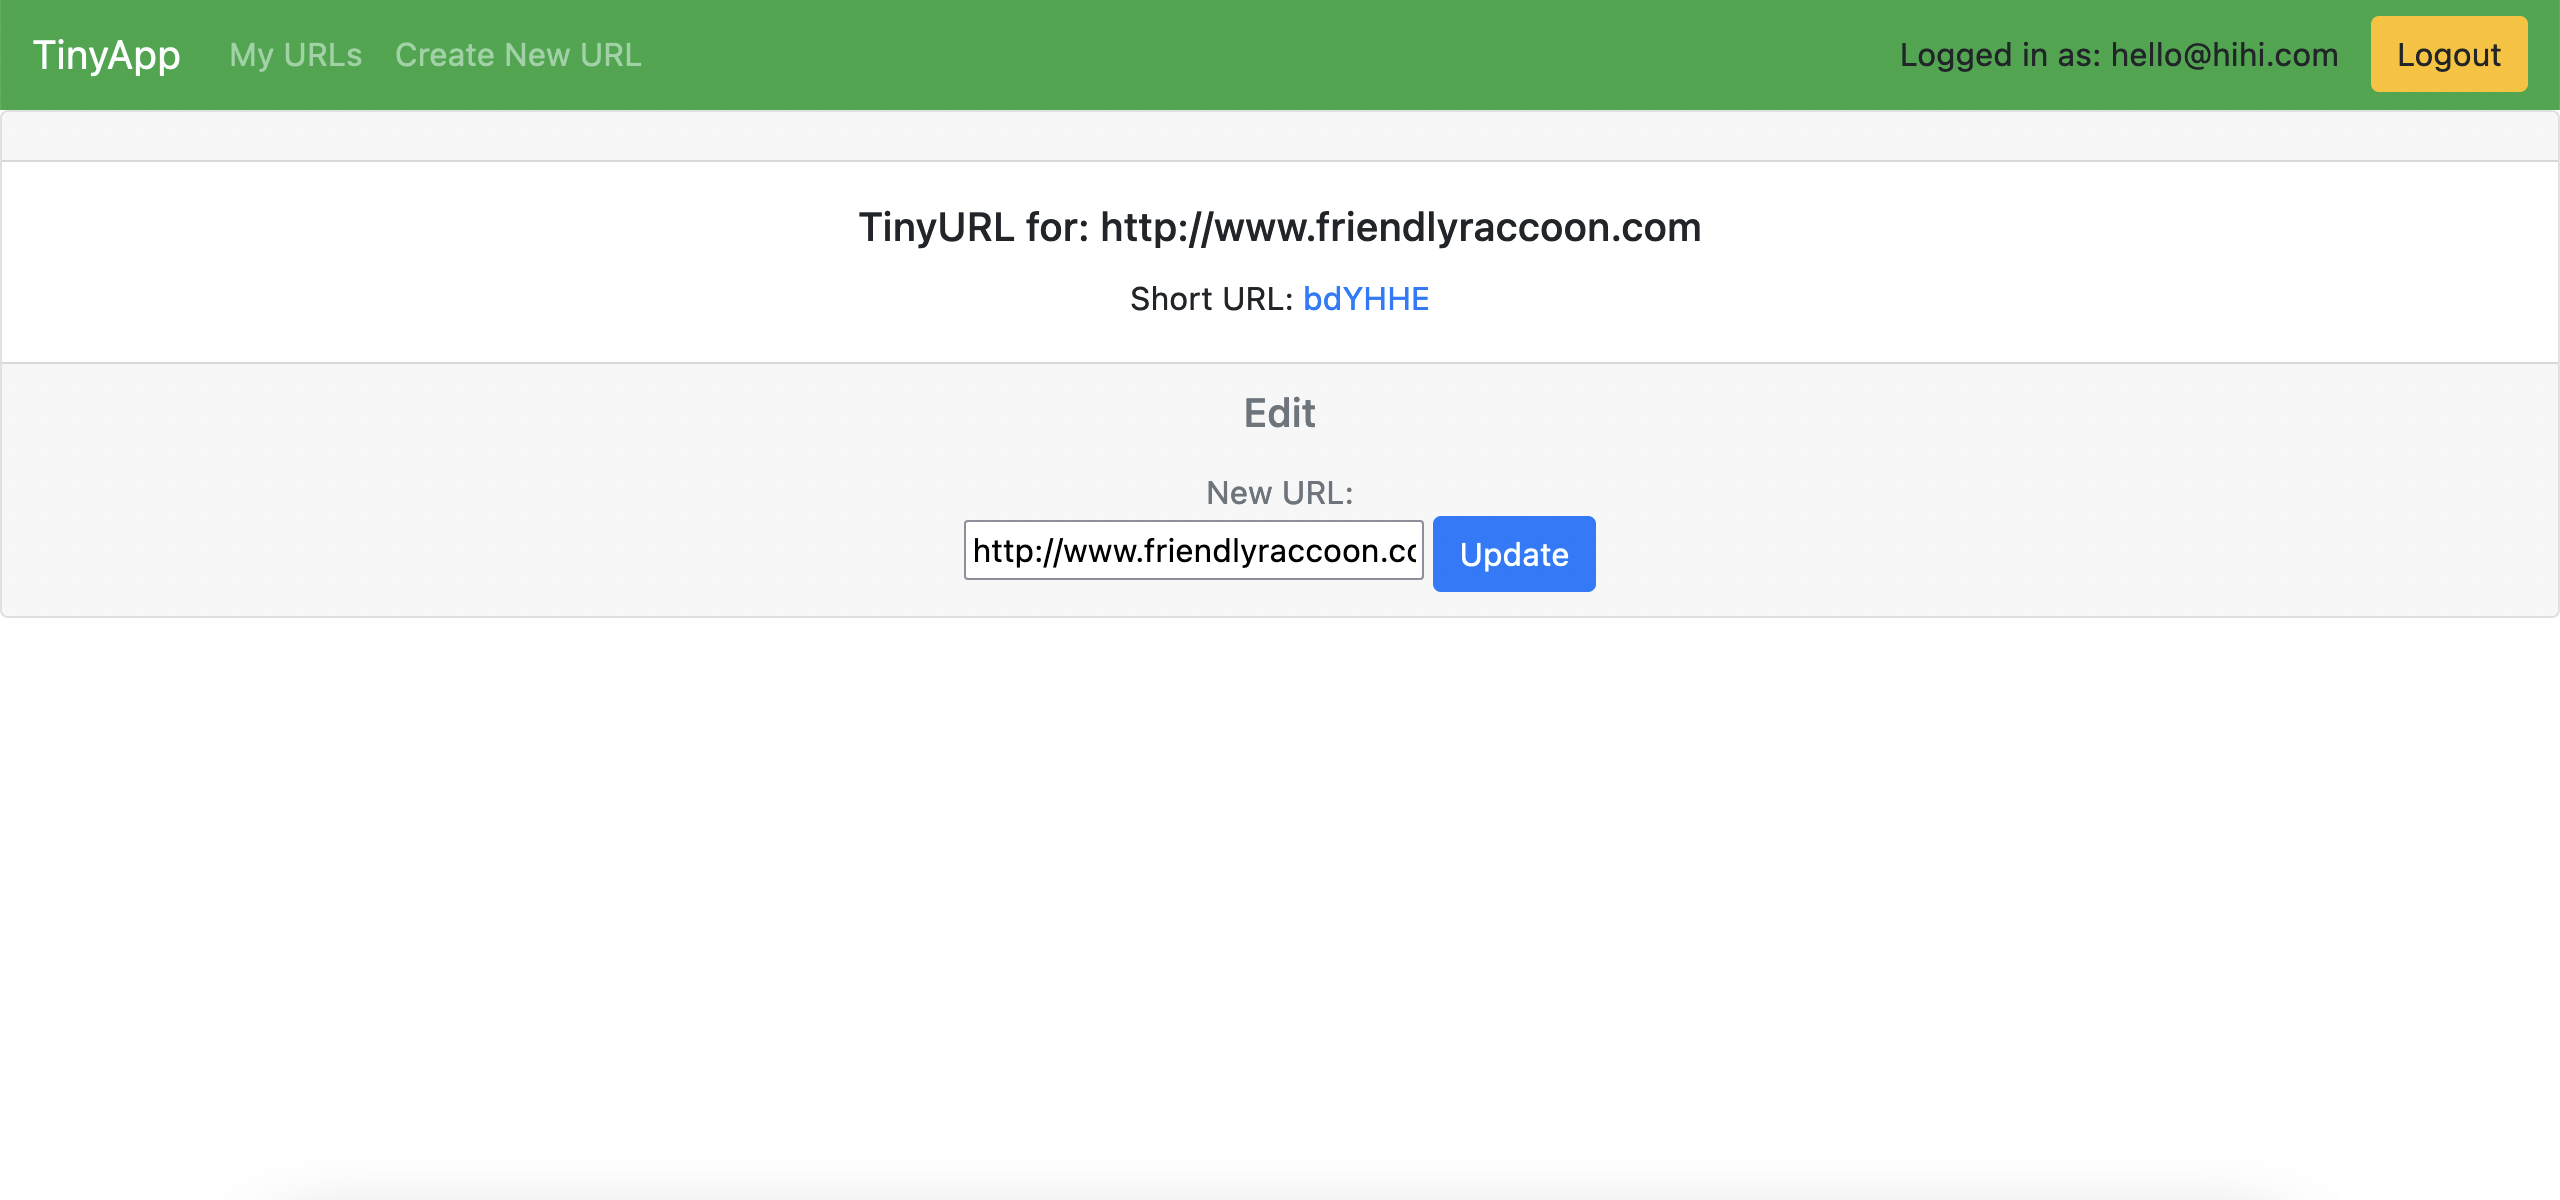 TinyApp My URLs Create New URL Logged in as: hello@hihi.com Logout
TinyURL for: http://www.friendlyraccoon.com
Short URL: bdYHHE
Edit
New URL:
http://www.friendlyraccoon.co Update